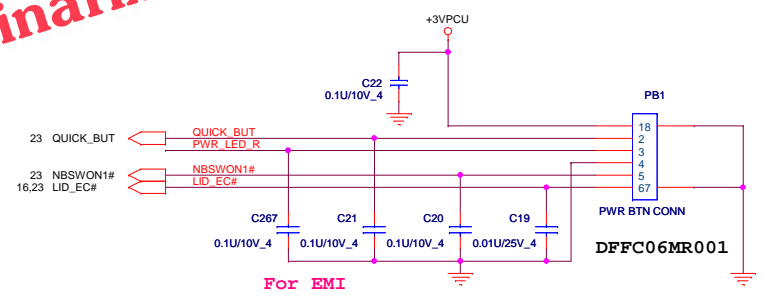 +3VPCU
C22
0.1U/10V_4
PB1
23 QUICK_BUT
QUICK_BUT
PWR_LED_R
23 NBSWON1#
NBSWON1#
16,23 LID_EC#
LID_EC#
18
2
3
4
5
67
PWR BTN CONN
DFFC06MR001
C267
0.1U/10V_4
C21
0.1U/10V_4
C20
0.1U/10V_4
C19
0.01U/25V_4
For EMI